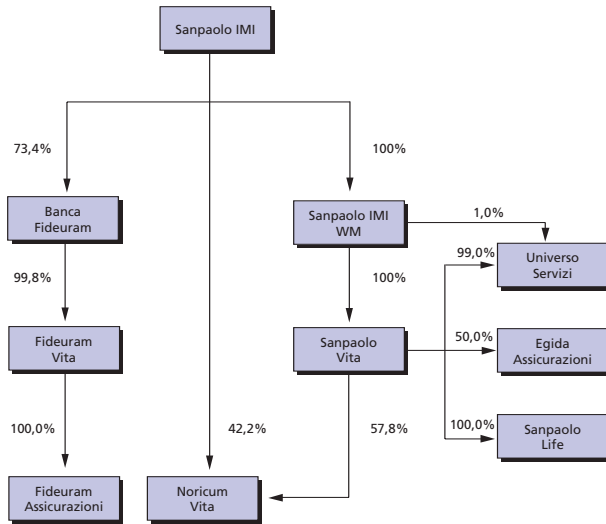 Sanpaolo IMI
73,4%
100%
Banca
Fideuram
Sanpaolo IMI
WM
1,0%
99,8%
100%
99,0%
Universo
Servizi
Fideuram
Vita
Sanpaolo
Vita
50,0%
Egida
Assicurazioni
100,0%
42,2%
57,8%
100,0%
Sanpaolo
Life
Fideuram
Assicurazioni
Noricum
Vita